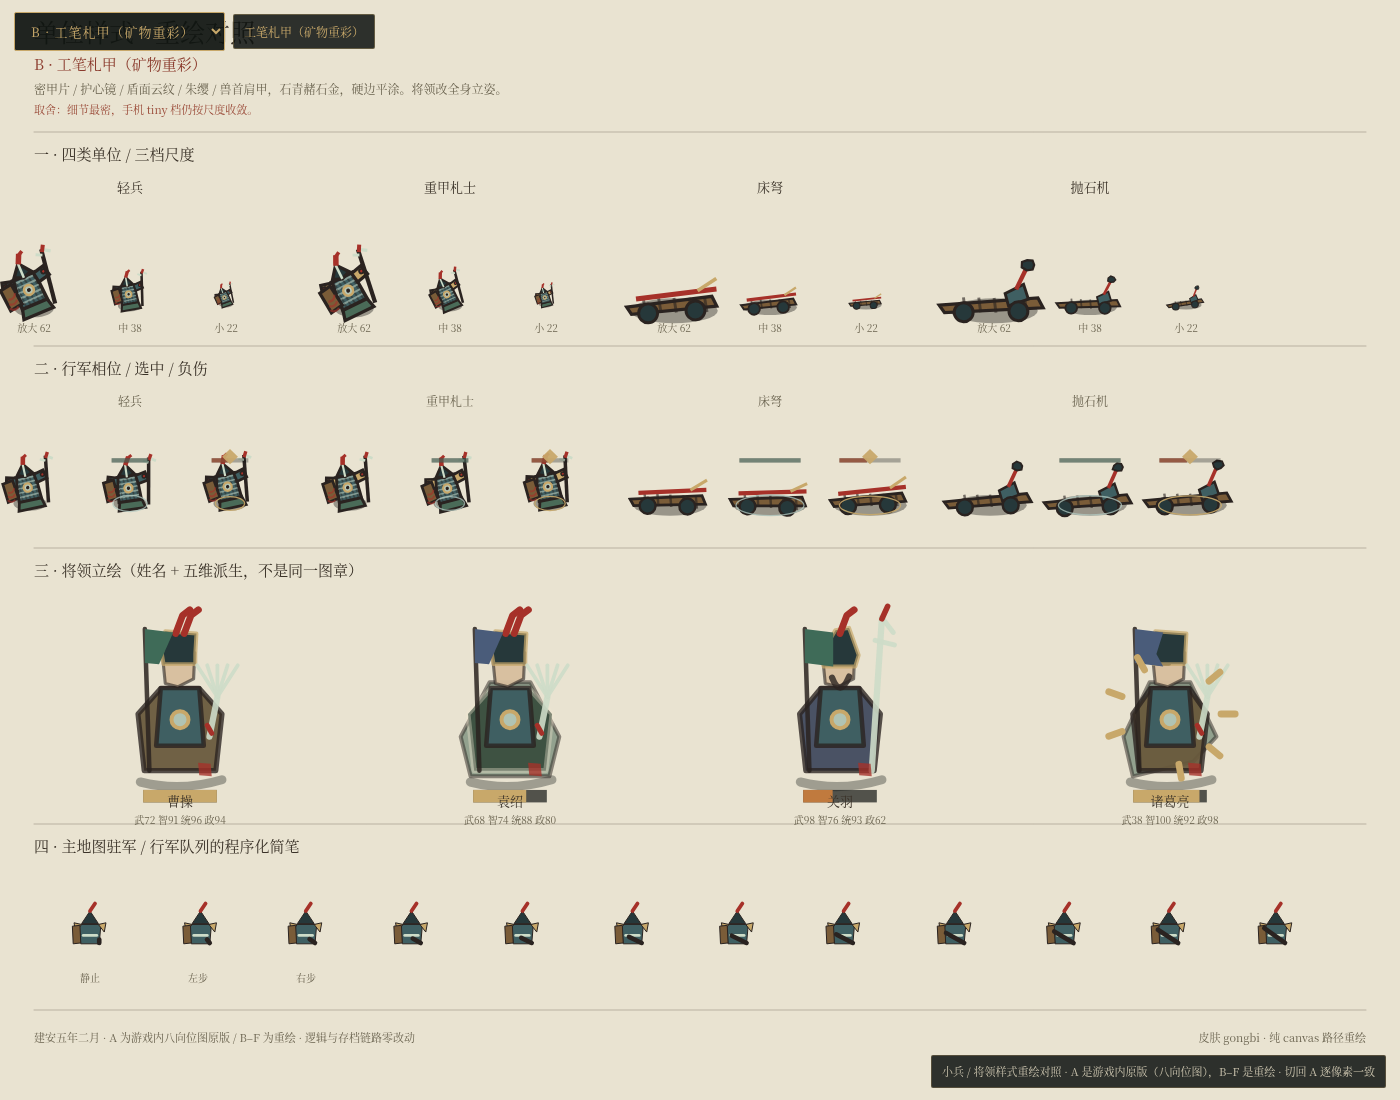 B · 工笔札甲（矿物重彩）
工笔札甲（矿物重彩）
B · 工笔札甲（矿物重彩）
密甲片 / 护心镜 / 盾面云纹 / 朱缨 / 兽首肩甲，石青赭石金，硬边平涂。将领改全身立姿。
取舍：细节最密，手机 tiny 档仍按尺度收敛。
一 · 四类单位 / 三档尺度
轻兵 重甲札士 床弩 抛石机
放大 62 中 38 小 22 放大 62 中 38 小 22 放大 62 中 38 小 22 放大 62 中 38 小 22
二 · 行军相位 / 选中 / 负伤
轻兵 重甲札士 床弩 抛石机
三 · 将领立绘（姓名 + 五维派生，不是同一图章）
曹操 袁绍 关羽 诸葛亮
武72 智91 统96 政94 武68 智74 统88 政80 武98 智76 统93 政62 武38 智100 统92 政98
四 · 主地图驻军 / 行军队列的程序化简笔
静止 左步 右步
建安五年二月 · A 为游戏内八向位图原版 / B–F 为重绘 · 逻辑与存档链路零改动
皮肤 gongbi · 纯 canvas 路径重绘
小兵 / 将领样式重绘对照 · A 是游戏内原版（八向位图），B–F 是重绘 · 切回 A 逐像素一致